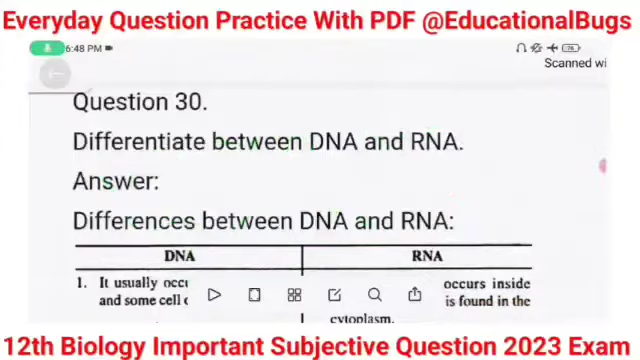 Everyday Question Practice With PDF @EducationalBugs
6:48 PM
76
Scanned wi
Question 30.
Differentiate between DNA and RNA.
Answer:
Differences between DNA and RNA:
DNA RNA
1. It usually occu occurs inside
and some cell is found in the
cytoplasm.
12th Biology Important Subjective Question 2023 Exam